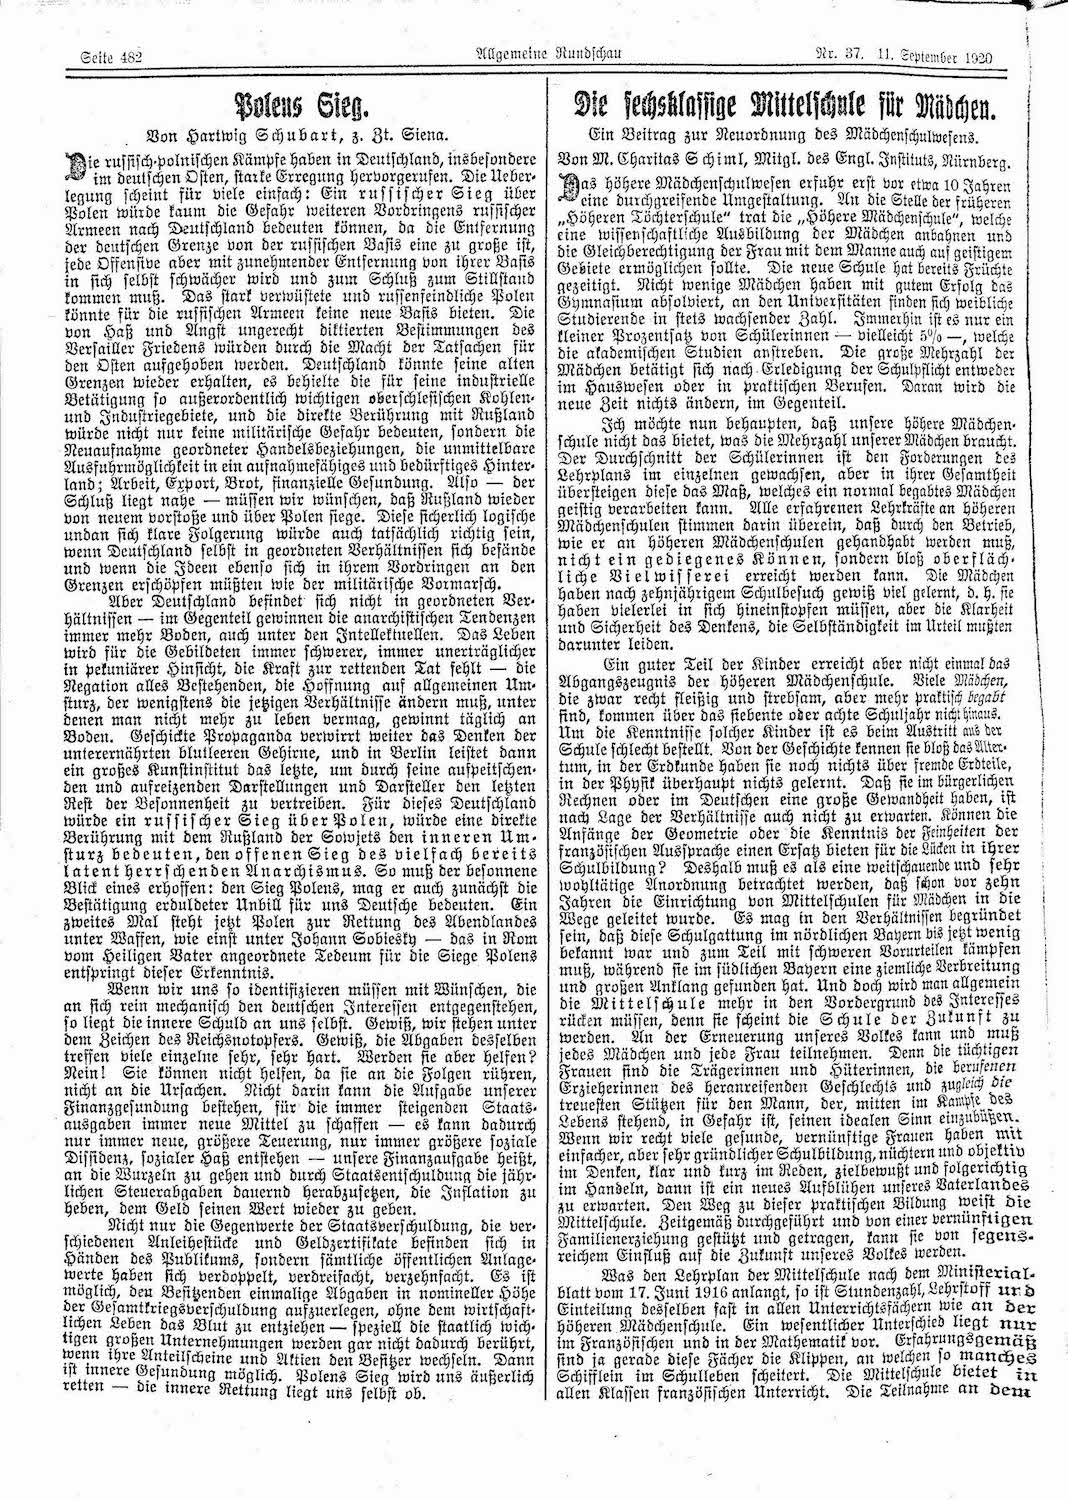 Seite 482
Allgemeine Rundschau
Nr. 37. 11. September 1920
Polens Sieg.
Von Hartwig Schubart, z. Zt. Siena.
Die russisch-polnischen Kämpfe haben in Deutschland, insbesondere
im deutschen Osten, starke Erregung hervorgerufen. Die Ueber-
legung scheint für viele einfach: Ein russischer Sieg über
Polen würde kaum die Gefahr weiteren Vordringens russischer
Armeen nach Deutschland bedeuten können, da die Entfernung
der deutschen Grenze von der russischen Basis eine zu große ist,
jede Offensive aber mit zunehmender Entfernung von ihrer Basis
in sich selbst schwächer wird und zum Schluß zum Stillstand
kommen muß. Das stark verwüstete und russenfeindliche Polen
könnte für die russischen Armeen keine neue Basis bieten. Die
von Haß und Angst ungerecht diktierten Bestimmungen des
Versailler Friedens würden durch die Macht der Tatsachen für
den Osten aufgehoben werden. Deutschland könnte seine alten
Grenzen wieder erhalten, es behielte die für seine industrielle
Betätigung so außerordentlich wichtigen oberschlesischen Kohlen-
und Industriegebiete, und die direkte Berührung mit Rußland
würde nicht nur keine militärische Gefahr bedeuten, sondern die
Neuaufnahme geordneter Handelsbeziehungen, die unmittelbare
Ausfuhrmöglichkeit in ein aufnahmefähiges und bedürftiges Hinter-
land; Arbeit, Export, Brot, finanzielle Gesundung. Also — der
Schluß liegt nahe — müssen wir wünschen, daß Rußland wieder
von neuem vorstoße und über Polen siege. Diese sicherlich logische
undan sich klare Folgerung würde auch tatsächlich richtig sein,
wenn Deutschland selbst in geordneten Verhältnissen sich befände
und wenn die Ideen ebenso sich in ihrem Vordringen an den
Grenzen erschöpfen müßten wie der militärische Vormarsch.
Aber Deutschland befindet sich nicht in geordneten Ver-
hältnissen — im Gegenteil gewinnen die anarchistischen Tendenzen
immer mehr Boden, auch unter den Intellektuellen. Das Leben
wird für die Gebildeten immer schwerer, immer unerträglicher
in pekuniärer Hinsicht, die Kraft zur rettenden Tat fehlt — die
Negation alles Bestehenden, die Hoffnung auf allgemeinen Um-
sturz, der wenigstens die jetzigen Verhältnisse ändern muß, unter
denen man nicht mehr zu leben vermag, gewinnt täglich an
Boden. Geschickte Propaganda verwirrt weiter das Denken der
unterernährten blutleeren Gehirne, und in Berlin leistet dann
ein großes Kunstinstitut das letzte, um durch seine aufpeitschen-
den und aufreizenden Darstellungen und Darsteller den letzten
Rest der Besonnenheit zu vertreiben. Für dieses Deutschland
würde ein russischer Sieg über Polen, würde eine direkte
Berührung mit dem Rußland der Sowjets den inneren Um-
sturz bedeuten, den offenen Sieg des vielfach bereits
latent herrschenden Anarchismus. So muß der besonnene
Blick eines erhoffen: den Sieg Polens, mag er auch zunächst die
Bestätigung erduldeter Unbill für uns Deutsche bedeuten. Ein
zweites Mal steht jetzt Polen zur Rettung des Abendlandes
unter Waffen, wie einst unter Johann Sobiesky — das in Rom
vom Heiligen Vater angeordnete Tedeum für die Siege Polens
entspringt dieser Erkenntnis.
Wenn wir uns so identifizieren müssen mit Wünschen, die
an sich rein mechanisch den deutschen Interessen entgegenstehen,
so liegt die innere Schuld an uns selbst. Gewiß, wir stehen unter
dem Zeichen des Reichsnotopfers. Gewiß, die Abgaben desselben
treffen viele einzelne sehr, sehr hart. Werden sie aber helfen?
Nein! Sie können nicht helfen, da sie an die Folgen rühren,
nicht an die Ursachen. Nicht darin kann die Aufgabe unserer
Finanzgesundung bestehen, für die immer steigenden Staats-
ausgaben immer neue Mittel zu schaffen — es kann dadurch
nur immer neue, größere Teuerung, nur immer größere soziale
Dissidenz, sozialer Haß entstehen — unsere Finanzaufgabe heißt,
an die Wurzeln zu gehen und durch Staatsentschuldung die jähr-
lichen Steuerabgaben dauernd herabzusetzen, die Inflation zu
heben, dem Geld seinen Wert wieder zu geben.
Nicht nur die Gegenwerte der Staatsverschuldung, die ver-
schiedenen Anleihestücke und Geldzertifikate befinden sich in
Händen des Publikums, sondern sämtliche öffentlichen Anlage-
werte haben sich verdoppelt, verdreifacht, verzehnfacht. Es ist
möglich, den Besitzenden einmalige Abgaben in nomineller Höhe
der Gesamtkriegsverschuldung aufzuerlegen, ohne dem wirtschaft-
lichen Leben das Blut zu entziehen — speziell die staatlich wich-
tigen großen Unternehmungen werden gar nicht dadurch berührt,
wenn ihre Anteilscheine und Aktien den Besitzer wechseln. Dann
ist innere Gesundung möglich. Polens Sieg wird uns äußerlich
retten — die innere Rettung liegt uns selbst ob.
Die sechsklassige Mittelschule für Mädchen.
Ein Beitrag zur Neuordnung des Mädchenschulwesens.
Von M. Charitas Schiml, Mitgl. des Engl. Instituts, Nürnberg.
Das höhere Mädchenschulwesen erfuhr erst vor etwa 10 Jahren
eine durchgreifende Umgestaltung. An die Stelle der früheren
„Höheren Töchterschule“ trat die „Höhere Mädchenschule“, welche
eine wissenschaftliche Ausbildung der Mädchen anbahnen und
die Gleichberechtigung der Frau mit dem Manne auch auf geistigem
Gebiete ermöglichen sollte. Die neue Schule hat bereits Früchte
gezeitigt. Nicht wenige Mädchen haben mit gutem Erfolg das
Gymnasium absolviert, an den Universitäten finden sich weibliche
Studierende in stets wachsender Zahl. Immerhin ist es nur ein
kleiner Prozentsatz von Schülerinnen — vielleicht 5% —, welche
die akademischen Studien anstreben. Die große Mehrzahl der
Mädchen betätigt sich nach Erledigung der Schulpflicht entweder
im Hauswesen oder in praktischen Berufen. Daran wird die
neue Zeit nichts ändern, im Gegenteil.
Ich möchte nun behaupten, daß unsere höhere Mädchen-
schule nicht das bietet, was die Mehrzahl unserer Mädchen braucht.
Der Durchschnitt der Schülerinnen ist den Forderungen des
Lehrplans im einzelnen gewachsen, aber in ihrer Gesamtheit
übersteigen diese das Maß, welches ein normal begabtes Mädchen
geistig verarbeiten kann. Alle erfahrenen Lehrkräfte an höheren
Mädchenschulen stimmen darin überein, daß durch den Betrieb,
wie er an höheren Mädchenschulen gehandhabt werden muß,
nicht ein gediegenes Können, sondern bloß oberfläch-
liche Vielwisserei erreicht werden kann. Die Mädchen
haben nach zehnjährigem Schulbesuch gewiß viel gelernt, d. h. sie
haben vielerlei in sich hineinstopfen müssen, aber die Klarheit
und Sicherheit des Denkens, die Selbständigkeit im Urteil mußten
darunter leiden.
Ein guter Teil der Kinder erreicht aber nicht einmal das
Abgangszeugnis der höheren Mädchenschule. Viele Mädchen,
die zwar recht fleißig und strebsam, aber mehr praktisch begabt
sind, kommen über das siebente oder achte Schuljahr nicht hinaus.
Um die Kenntnisse solcher Kinder ist es beim Austritt aus der
Schule schlecht bestellt. Von der Geschichte kennen sie bloß das Alter-
tum, in der Erdkunde haben sie noch nichts über fremde Erdteile,
in der Physik überhaupt nichts gelernt. Daß sie im bürgerlichen
Rechnen oder im Deutschen eine große Gewandheit haben, ist
nach Lage der Verhältnisse auch nicht zu erwarten. Können die
Anfänge der Geometrie oder die Kenntnis der Feinheiten der
französischen Aussprache einen Ersatz bieten für die Lücken in ihrer
Schulbildung? Deshalb muß es als eine weitschauende und sehr
wohltätige Anordnung betrachtet werden, daß schon vor zehn
Jahren die Einrichtung von Mittelschulen für Mädchen in die
Wege geleitet wurde. Es mag in den Verhältnissen begründet
sein, daß diese Schulgattung im nördlichen Bayern bis jetzt wenig
bekannt war und zum Teil mit schweren Vorurteilen kämpfen
muß, während sie im südlichen Bayern eine ziemliche Verbreitung
und großen Anklang gefunden hat. Und doch wird man allgemein
die Mittelschule mehr in den Vordergrund des Interesses
rücken müssen, denn sie scheint die Schule der Zukunft zu
werden. An der Erneuerung unseres Volkes kann und muß
jedes Mädchen und jede Frau teilnehmen. Denn die tüchtigen
Frauen sind die Trägerinnen und Hüterinnen, die berufenen
Erzieherinnen des heranreifenden Geschlechts und zugleich die
treuesten Stützen für den Mann, der, mitten im Kampfe des
Lebens stehend, in Gefahr ist, seinen idealen Sinn einzubüßen.
Wenn wir recht viele gesunde, vernünftige Frauen haben mit
einfacher, aber sehr gründlicher Schulbildung, nüchtern und objektiv
im Denken, klar und kurz im Reden, zielbewußt und folgerichtig
im Handeln, dann ist ein neues Aufblühen unseres Vaterlandes
zu erwarten. Den Weg zu dieser praktischen Bildung weist die
Mittelschule. Zeitgemäß durchgeführt und von einer vernünftigen
Familienerziehung gestützt und getragen, kann sie von segens-
reichem Einfluß auf die Zukunft unseres Volkes werden.
Was den Lehrplan der Mittelschule nach dem Ministerial-
blatt vom 17. Juni 1916 anlangt, so ist Stundenzahl, Lehrstoff und
Einteilung desselben fast in allen Unterrichtsfächern wie an der
höheren Mädchenschule. Ein wesentlicher Unterschied liegt nur
im Französischen und in der Mathematik vor. Erfahrungsgemäß
sind ja gerade diese Fächer die Klippen, an welchen so manches
Schifflein im Schulleben scheitert. Die Mittelschule bietet in
allen Klassen französischen Unterricht. Die Teilnahme an dem